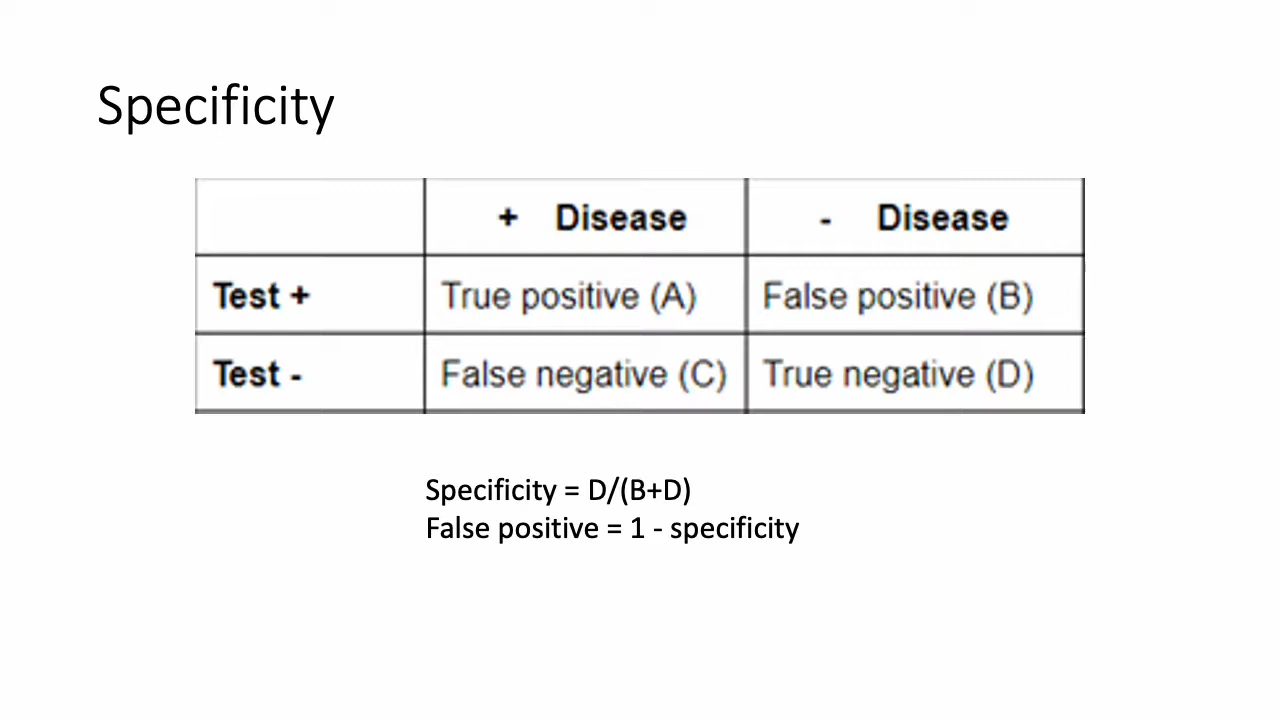 Specificity
+ Disease - Disease
Test + True positive (A) False positive (B)
Test - False negative (C) True negative (D)
Specificity = D/(B+D)
False positive = 1 - specificity